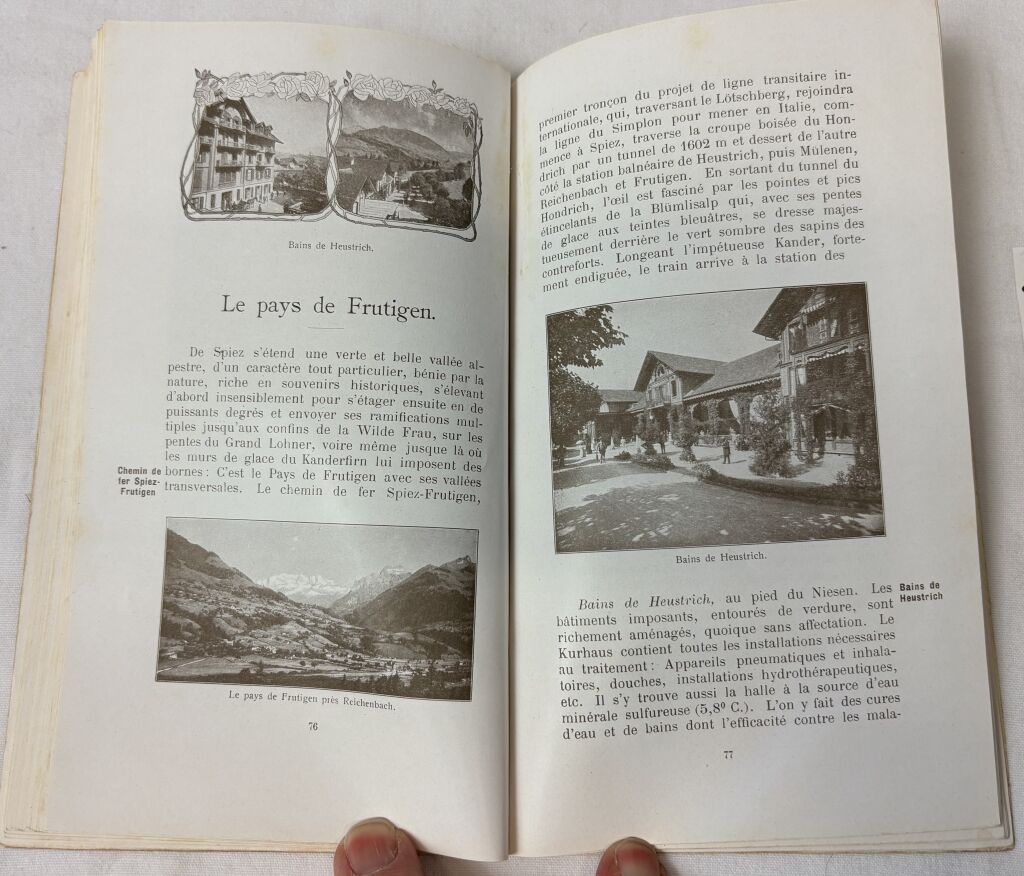 Bains de Heustrich.
Le pays de Frutigen.
De Spiez s'étend une verte et belle vallée al-
pestre, d'un caractère tout particulier, bénie par la
nature, riche en souvenirs historiques, s'élevant
d'abord insensiblement pour s'étager ensuite en de
puissants degrés et envoyer ses ramifications mul-
tiples jusqu'aux confins de la Wilde Frau, sur les
pentes du Grand Lohner, voire même jusque là où
les murs de glace du Kanderfirn lui imposent des
bornes: C'est le Pays de Frutigen avec ses vallées
transversales. Le chemin de fer Spiez-Frutigen,
Chemin de
fer Spiez-
Frutigen
Le pays de Frutigen près Reichenbach.
76
premier tronçon du projet de ligne transitaire in-
ternationale, qui, traversant le Lötschberg, rejoindra
la ligne du Simplon pour mener en Italie, com-
mence à Spiez, traverse la croupe boisée du Hon-
drich par un tunnel de 1602 m et dessert de l'autre
côté la station balnéaire de Heustrich, puis Mülenen,
Reichenbach et Frutigen. En sortant du tunnel du
Hondrich, l'œil est fasciné par les pointes et pics
étincelants de la Blümlisalp qui, avec ses pentes
de glace aux teintes bleuâtres, se dresse majes-
tueusement derrière le vert sombre des sapins des
contreforts. Longeant l'impétueuse Kander, forte-
ment endiguée, le train arrive à la station des
Bains de Heustrich.
Bains de Heustrich, au pied du Niesen. Les
bâtiments imposants, entourés de verdure, sont
richement aménagés, quoique sans affectation. Le
Kurhaus contient toutes les installations nécessaires
au traitement: Appareils pneumatiques et inhala-
toires, douches, installations hydrothérapeutiques,
etc. Il s'y trouve aussi la halle à la source d'eau
minérale sulfureuse (5,8º C.). L'on y fait des cures
d'eau et de bains dont l'efficacité contre les mala-
Bains de
Heustrich
77